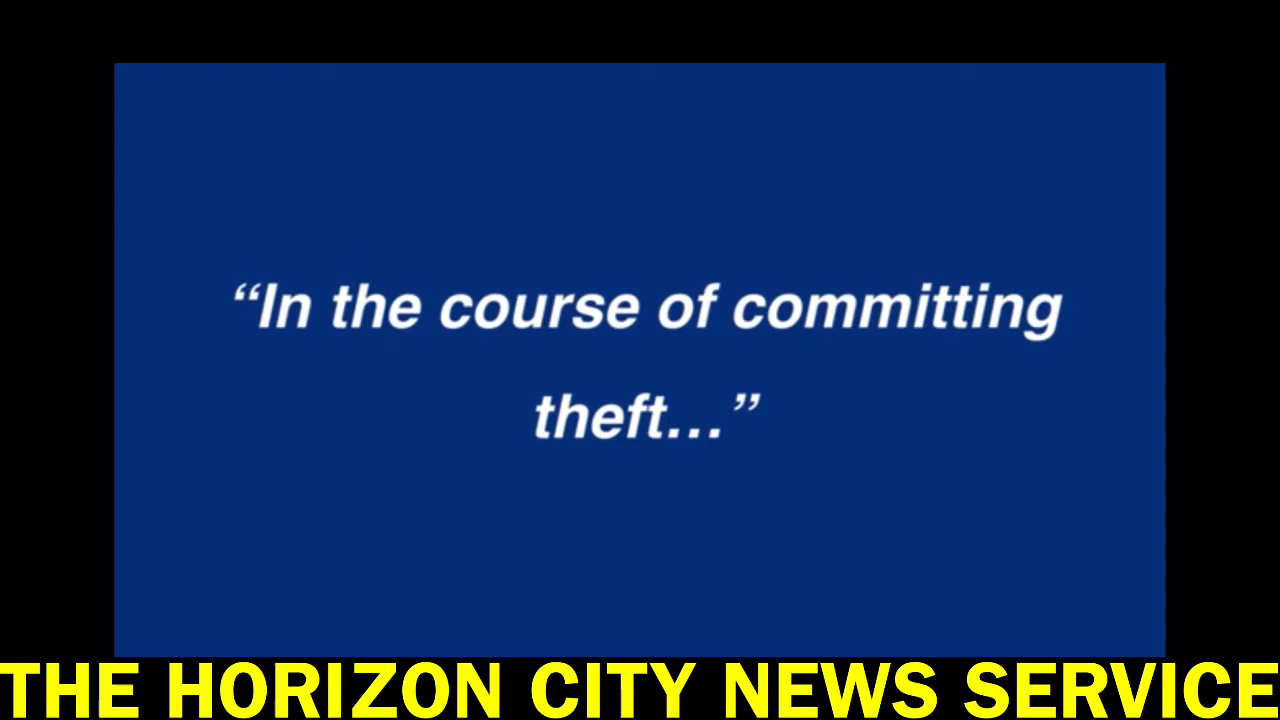 “In the course of committing
theft...”
THE HORIZON CITY NEWS SERVICE